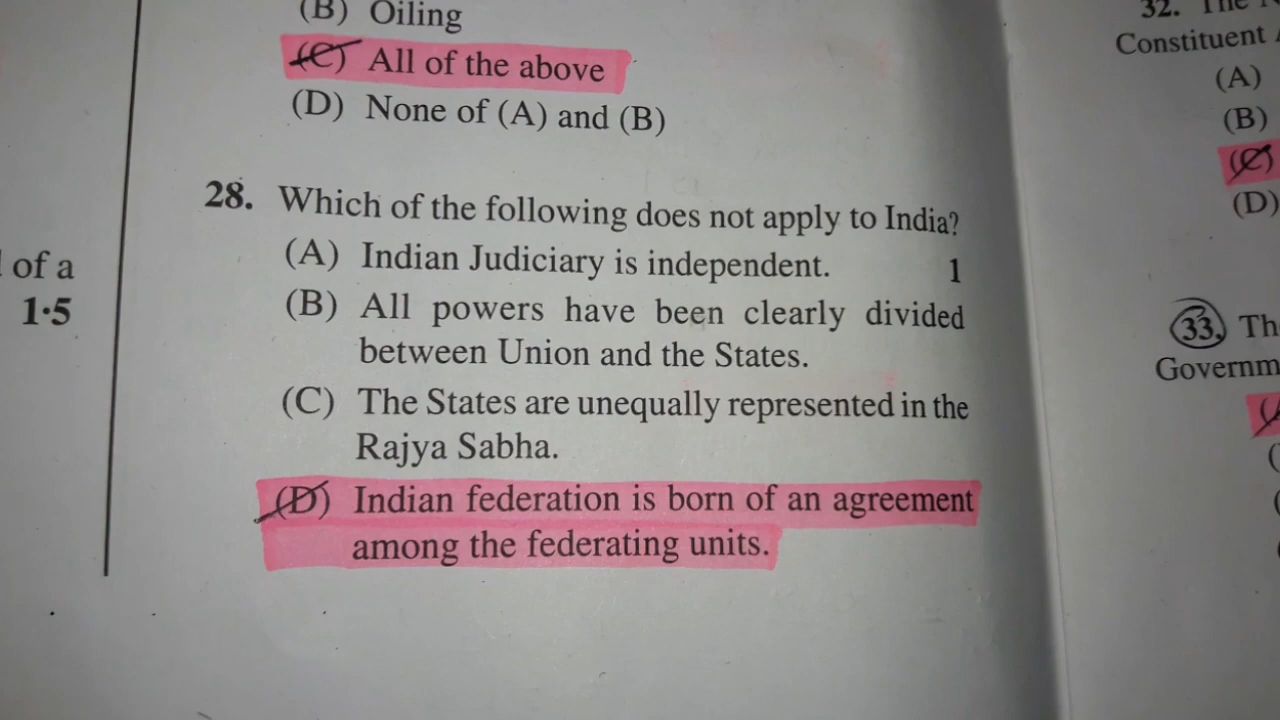 (B) Oiling
(C) All of the above
(D) None of (A) and (B)
28. Which of the following does not apply to India?
(A) Indian Judiciary is independent. 1
(B) All powers have been clearly divided
between Union and the States.
(C) The States are unequally represented in the
Rajya Sabha.
(D) Indian federation is born of an agreement
among the federating units.
of a
1·5
32.
Constituent
(A)
(B)
(C)
(D)
33. Th
Governm